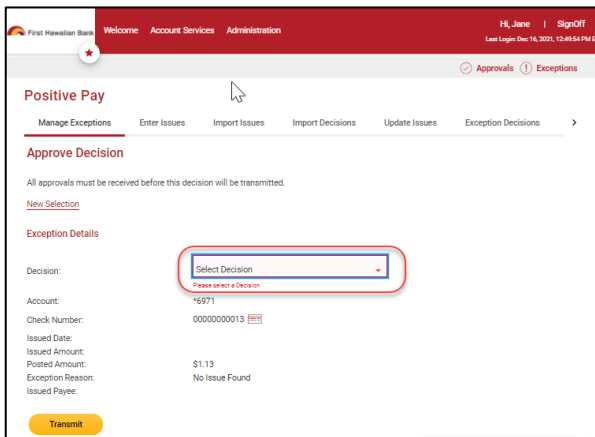 First Hawaiian Bank Welcome Account Services Administration Hi, Jane | SignOff
Last Login: Dec 16, 2021, 12:49:54 PM
Approvals Exceptions
Positive Pay
Manage Exceptions Enter Issues Import Issues Import Decisions Update Issues Exception Decisions
Approve Decision
All approvals must be received before this decision will be transmitted.
New Selection
Exception Details
Decision: Select Decision
Please select a Decision
Account: *6971
Check Number: 00000000013
Issued Date:
Issued Amount:
Posted Amount: $1.13
Exception Reason: No Issue Found
Issued Payee:
Transmit